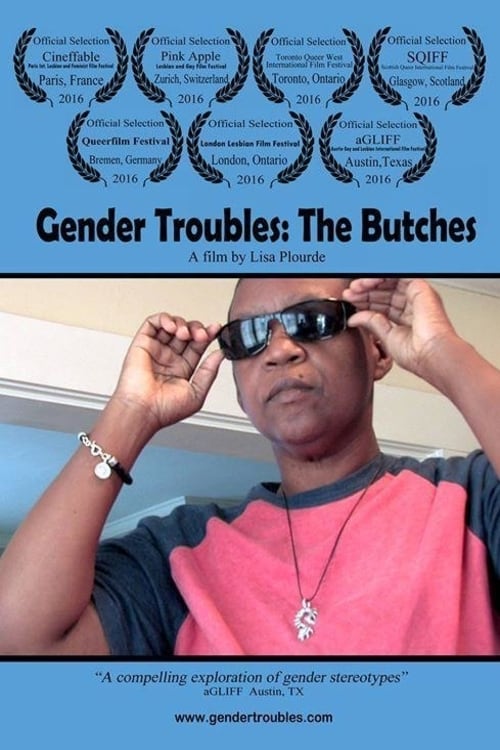 Official Selection
Cineffable
Paris Int. Lesbian and Feminist Film Festival
Paris, France
2016
Official Selection
Pink Apple
Lesbian and Gay Film Festival
Zurich, Switzerland
2016
Official Selection
Toronto Queer West
International Film Festival
Toronto, Ontario
2016
Official Selection
SQIFF
Scottish Queer International Film Festival
Glasgow, Scotland
2016
Official Selection
Queerfilm Festival
Bremen, Germany
2016
Official Selection
London Lesbian Film Festival
London, Ontario
2016
Official Selection
aGLIFF
Austin Gay and Lesbian International Film Festival
Austin,Texas
2016
Gender Troubles: The Butches
A film by Lisa Plourde
“A compelling exploration of gender stereotypes”
aGLIFF Austin, TX
www.gendertroubles.com